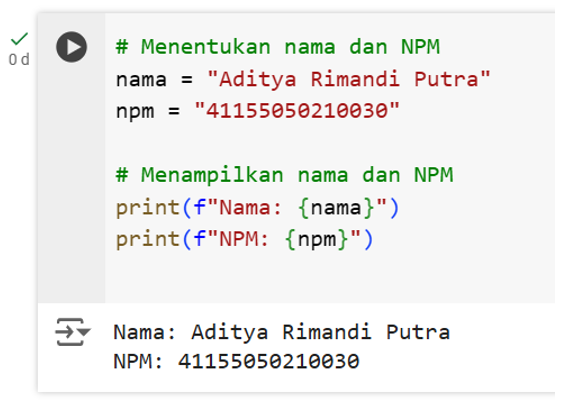 0 d
# Menentukan nama dan NPM
nama = "Aditya Rimandi Putra"
npm = "41155050210030"
# Menampilkan nama dan NPM
print(f"Nama: {nama}")
print(f"NPM: {npm}")
Nama: Aditya Rimandi Putra
NPM: 41155050210030